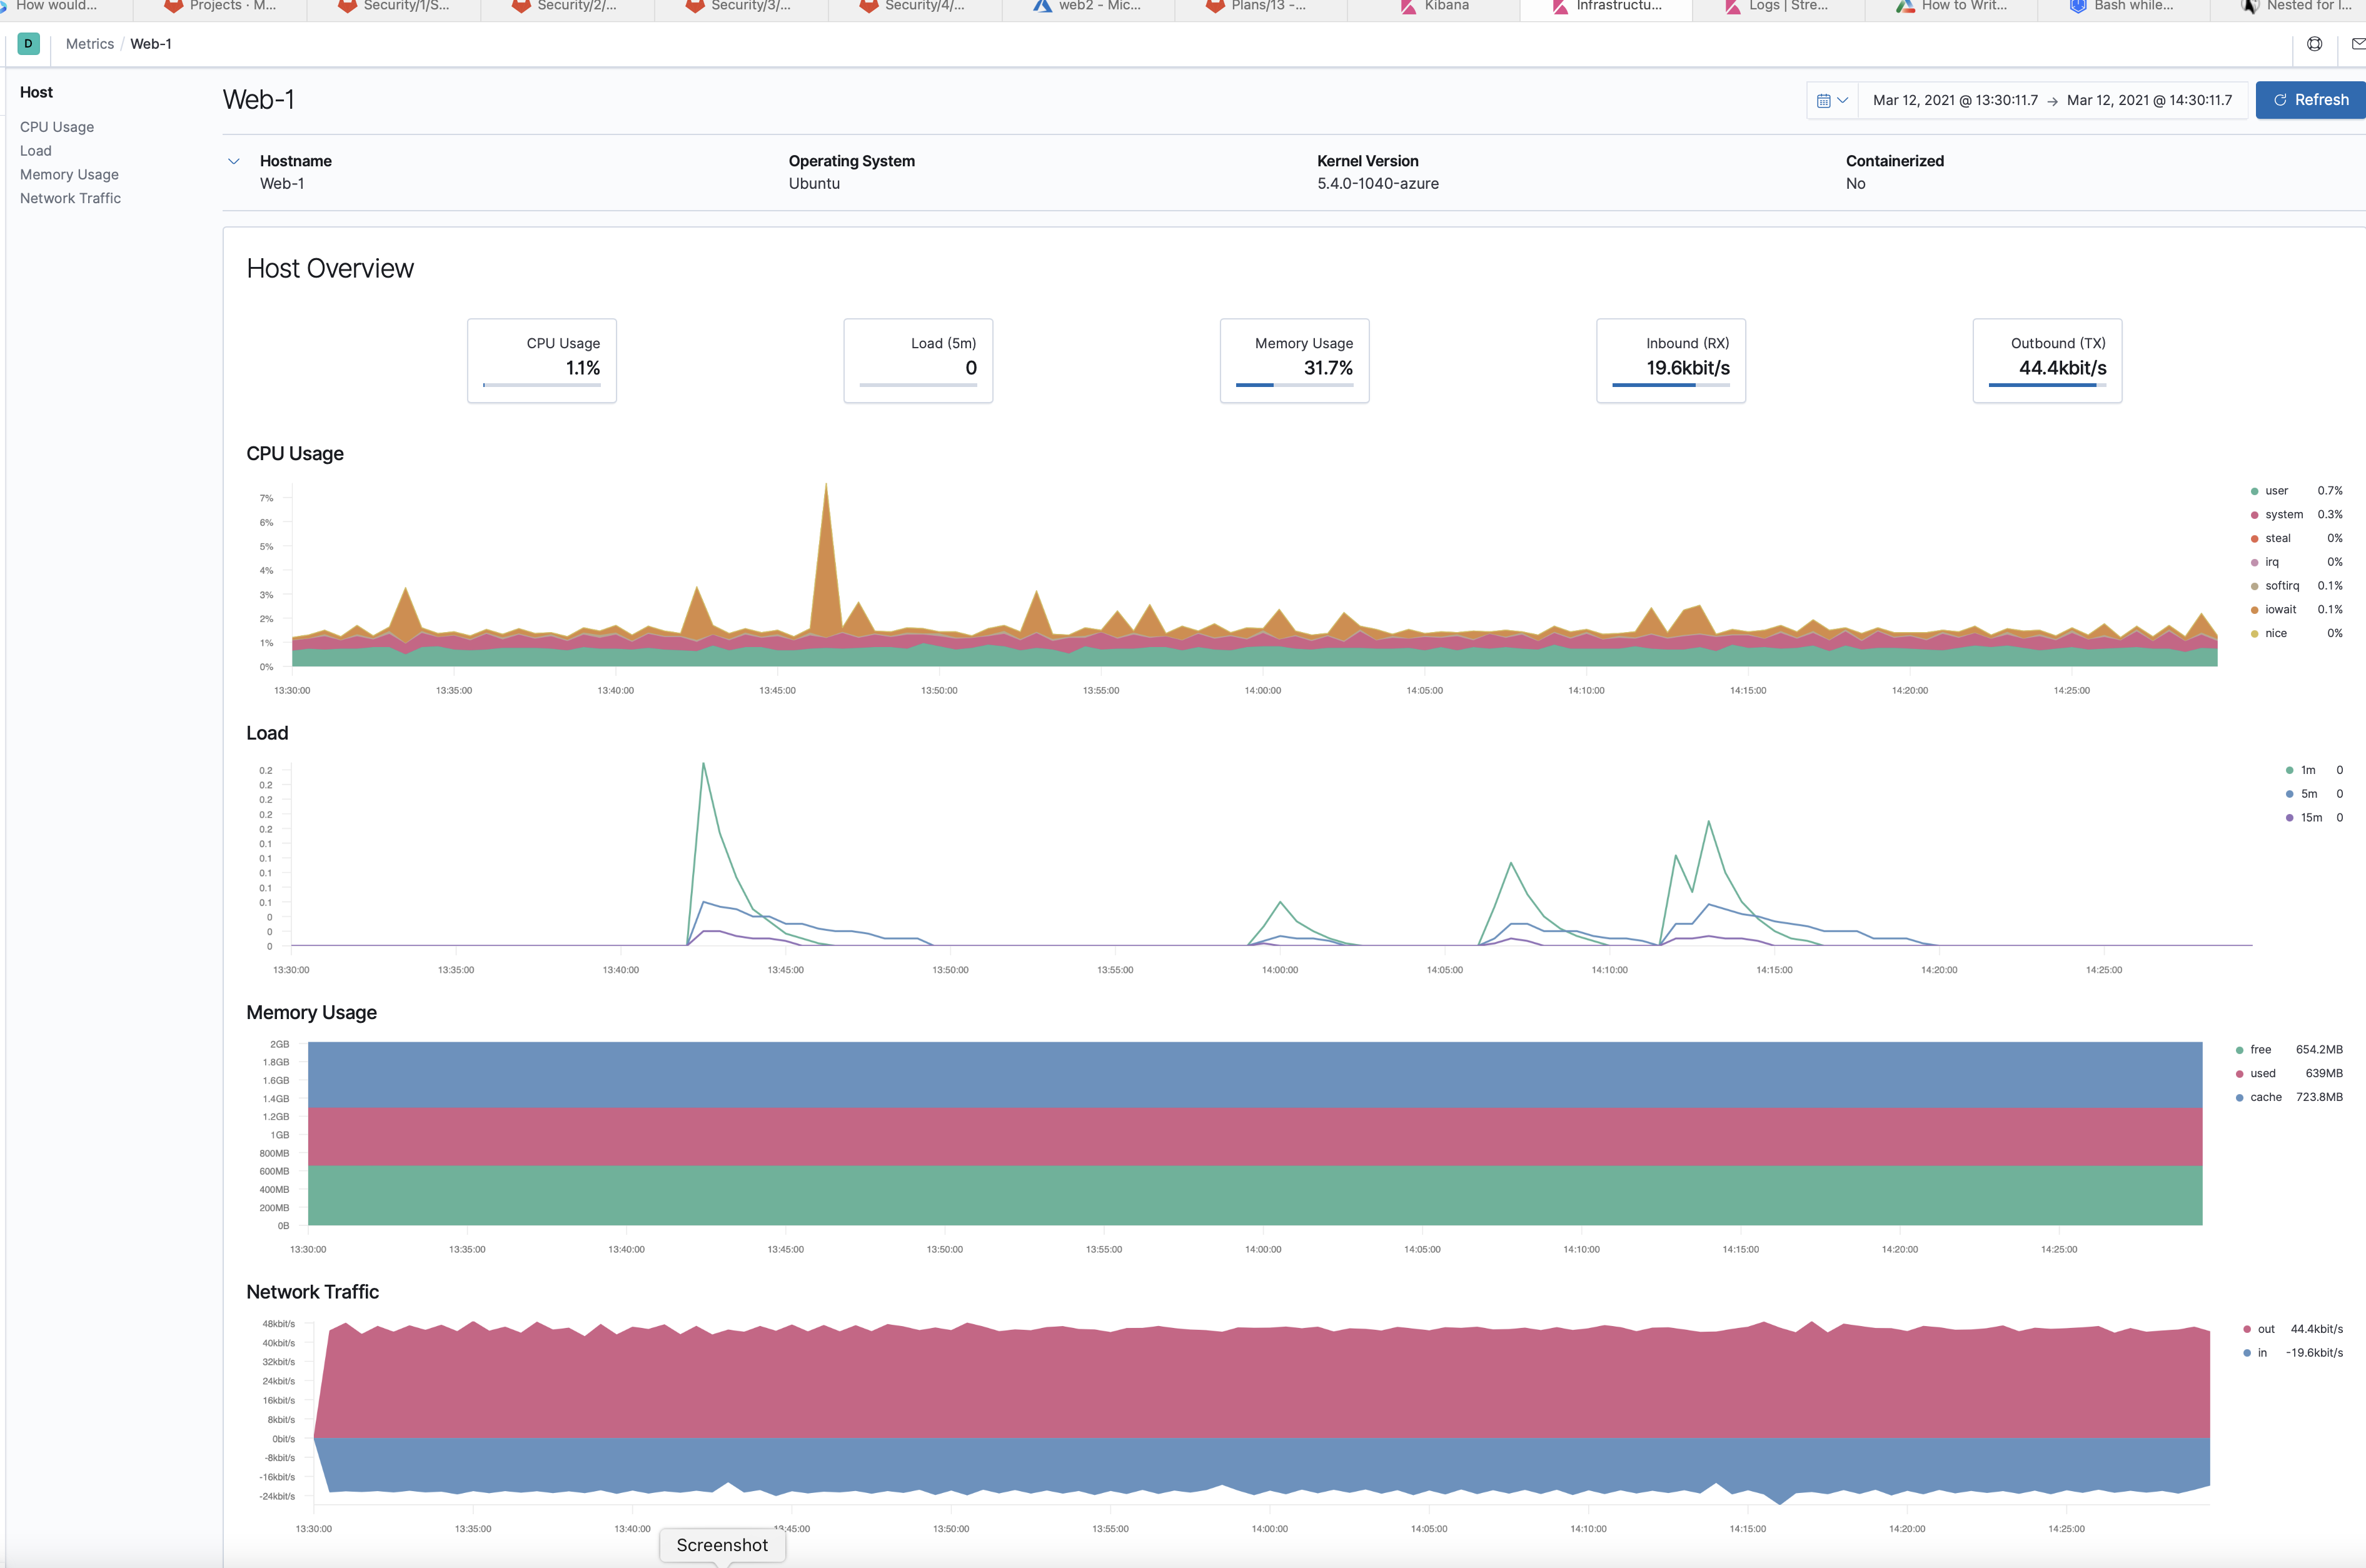 How would...
Projects · M...
Security/1/S...
Security/2/...
Security/3/...
Security/4/...
web2 - Mic...
Plans/13 -...
Kibana
Infrastructu...
Logs | Stre...
How to Writ...
Bash while...
Nested for l...
D
Metrics / Web-1
Host
CPU Usage
Load
Memory Usage
Network Traffic
Web-1
Mar 12, 2021 @ 13:30:11.7 → Mar 12, 2021 @ 14:30:11.7
Refresh
Hostname
Web-1
Operating System
Ubuntu
Kernel Version
5.4.0-1040-azure
Containerized
No
Host Overview
CPU Usage
1.1%
Load (5m)
0
Memory Usage
31.7%
Inbound (RX)
19.6kbit/s
Outbound (TX)
44.4kbit/s
CPU Usage
7%
6%
5%
4%
3%
2%
1%
0%
13:30:00 13:35:00 13:40:00 13:45:00 13:50:00 13:55:00 14:00:00 14:05:00 14:10:00 14:15:00 14:20:00 14:25:00
user 0.7%
system 0.3%
steal 0%
irq 0%
softirq 0.1%
iowait 0.1%
nice 0%
Load
0.2
0.2
0.2
0.2
0.2
0.1
0.1
0.1
0.1
0.1
0
0
0
13:30:00 13:35:00 13:40:00 13:45:00 13:50:00 13:55:00 14:00:00 14:05:00 14:10:00 14:15:00 14:20:00 14:25:00
1m 0
5m 0
15m 0
Memory Usage
2GB
1.8GB
1.6GB
1.4GB
1.2GB
1GB
800MB
600MB
400MB
200MB
0B
13:30:00 13:35:00 13:40:00 13:45:00 13:50:00 13:55:00 14:00:00 14:05:00 14:10:00 14:15:00 14:20:00 14:25:00
free 654.2MB
used 639MB
cache 723.8MB
Network Traffic
48kbit/s
40kbit/s
32kbit/s
24kbit/s
16kbit/s
8kbit/s
0bit/s
-8kbit/s
-16kbit/s
-24kbit/s
13:30:00 13:35:00 13:40:00 13:45:00 13:50:00 13:55:00 14:00:00 14:05:00 14:10:00 14:15:00 14:20:00 14:25:00
out 44.4kbit/s
in -19.6kbit/s
Screenshot